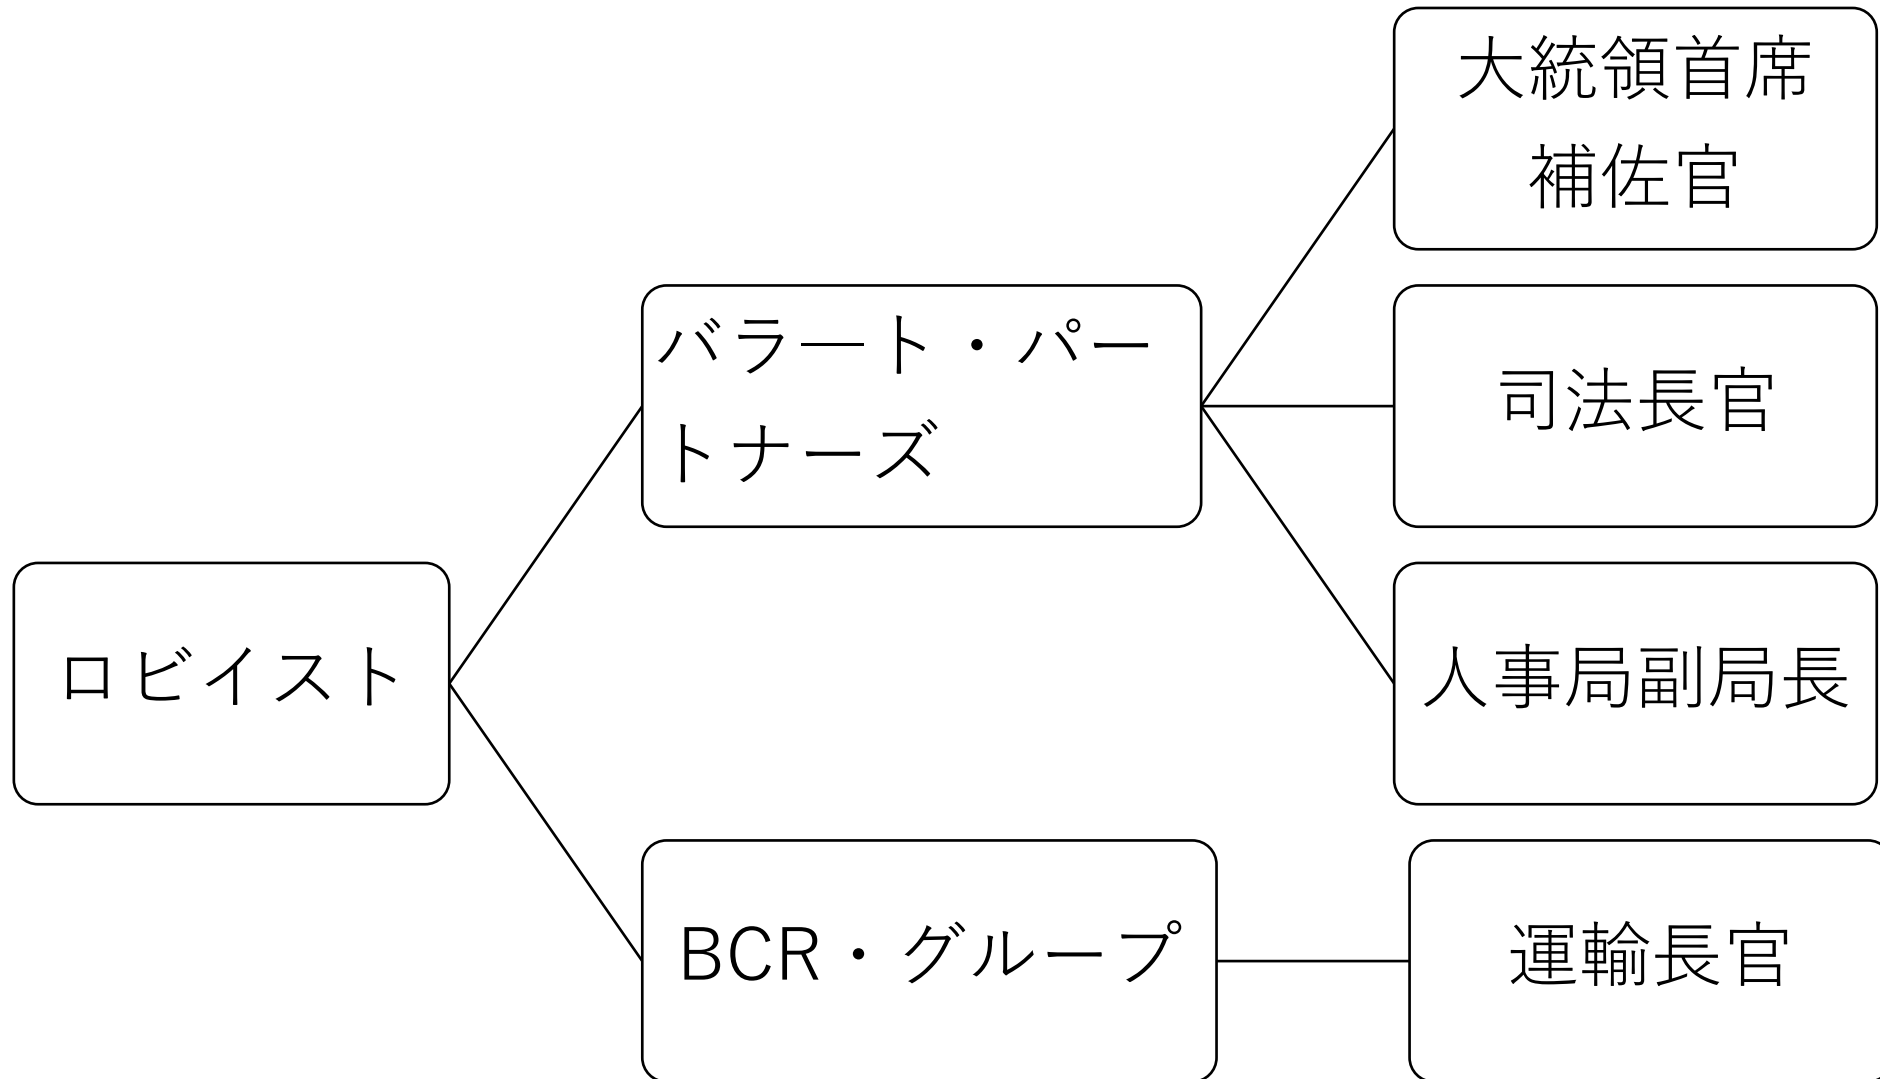 ロビイスト
バラ―ト・パー
トナーズ
大統領首席
補佐官
司法長官
人事局副局長
BCR・グループ
運輸長官